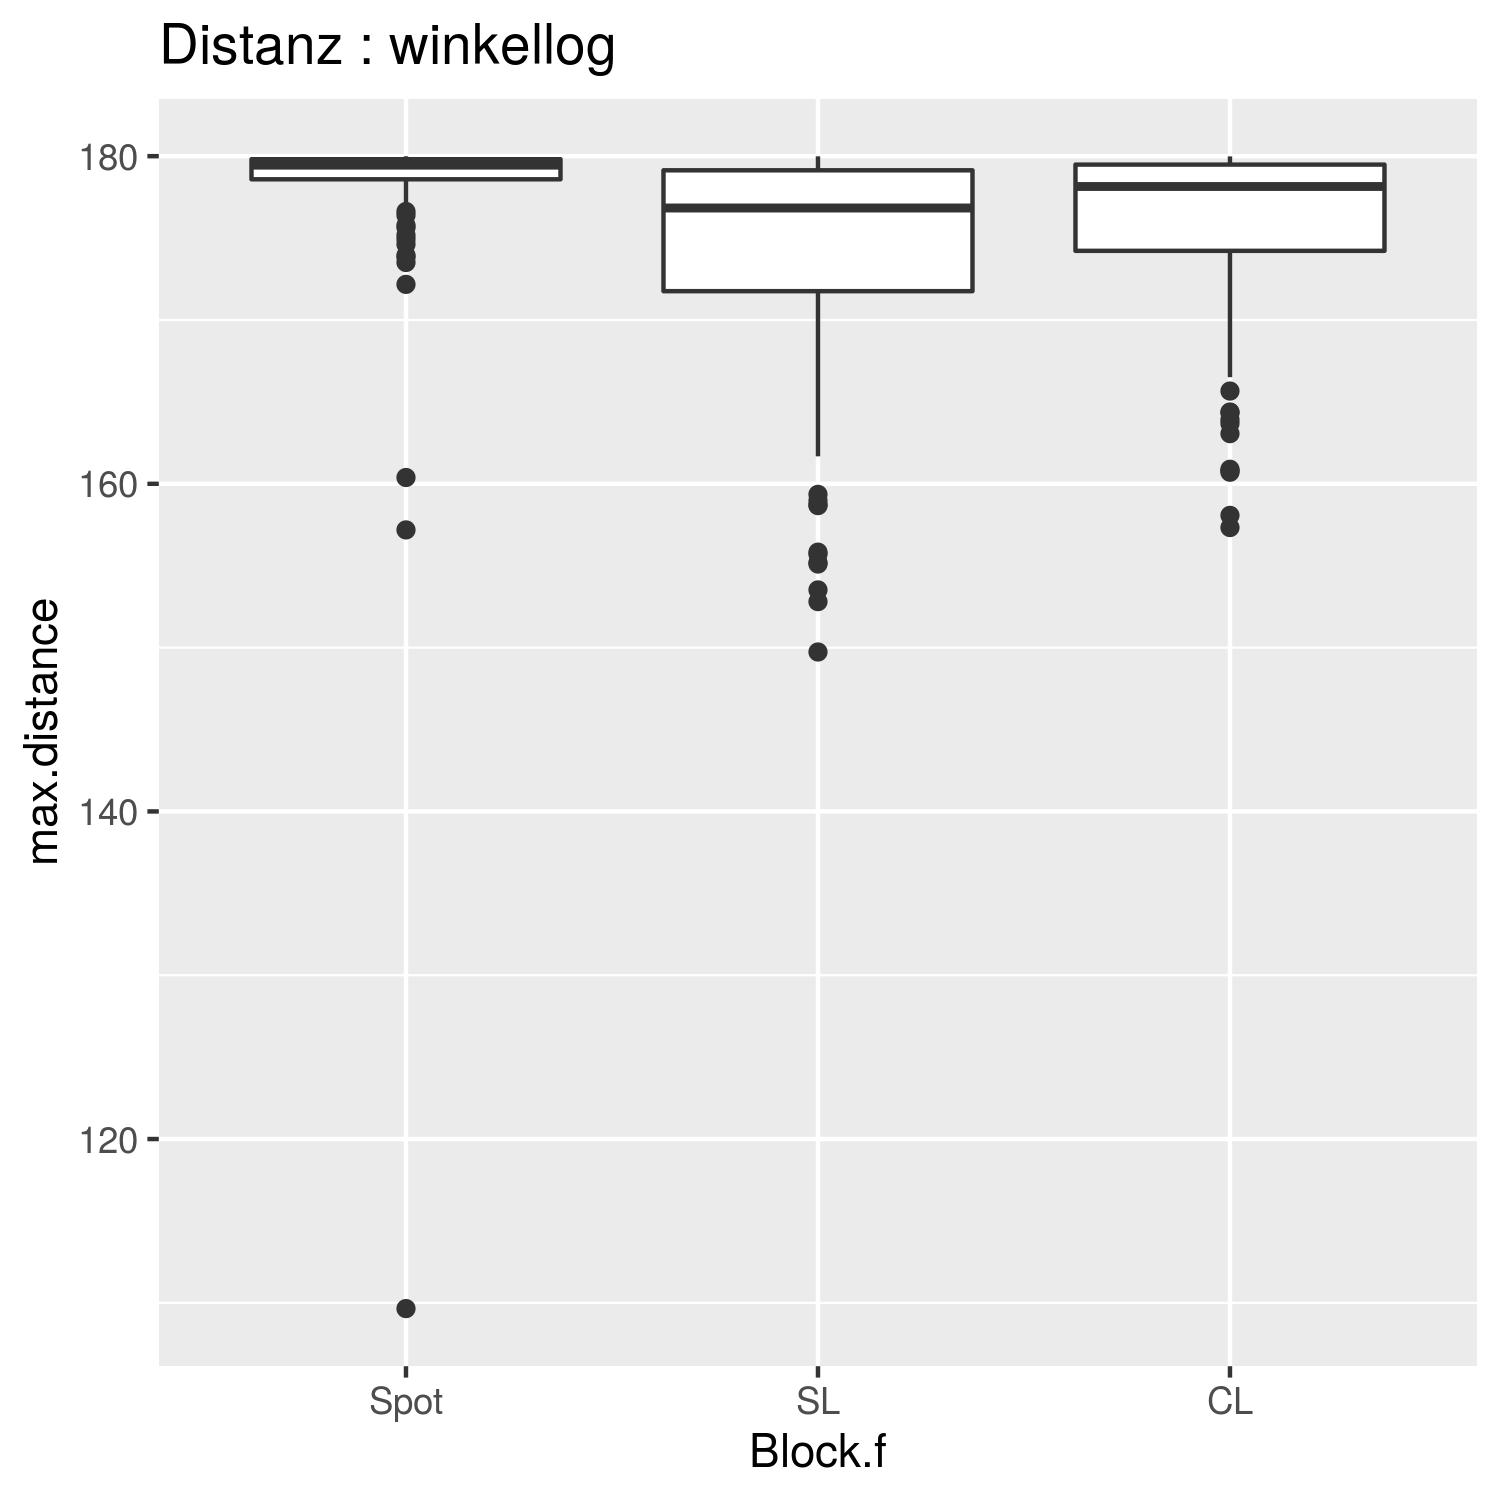 Distanz : winkellog
max.distance
180
160
140
120
Spot SL CL
Block.f